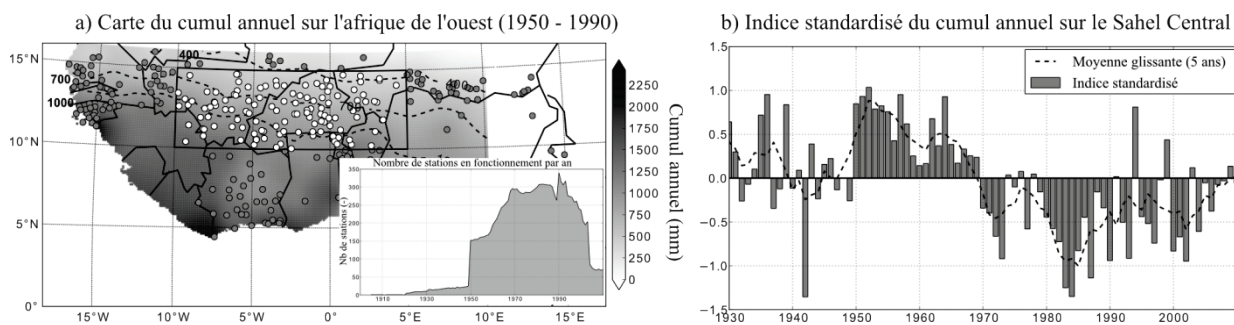 a) Carte du cumul annuel sur l'afrique de l'ouest (1950 - 1990)
15°N
10°N
5°N
0°
15°W
10°W
5°W
0°
5°E
10°E
15°E
400
700
1000
Nombre de stations en fonctionnement par an
Nb de stations (-)
350
300
250
200
150
100
50
0
1910
1930
1950
1970
1990
2250
2000
1750
1500
1250
1000
750
500
250
0
Cumul annuel (mm)
b) Indice standardisé du cumul annuel sur le Sahel Central
Moyenne glissante (5 ans)
Indice standardisé
1.5
1.0
0.5
0.0
−0.5
−1.0
−1.5
1930
1940
1950
1960
1970
1980
1990
2000